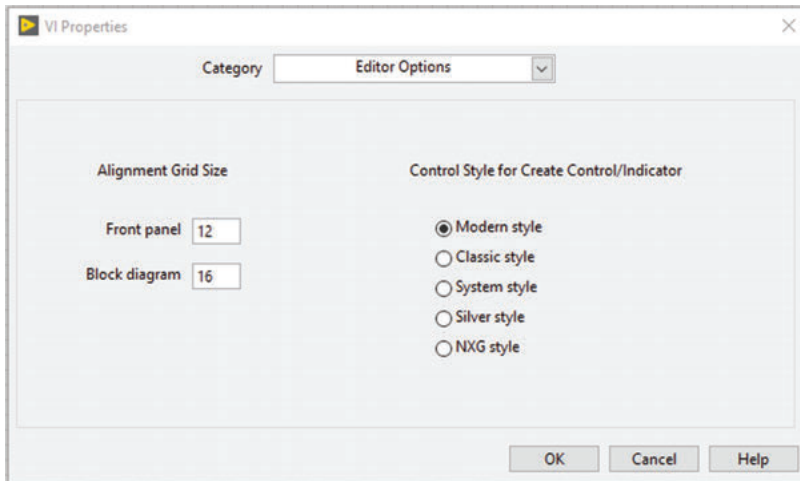 VI Properties
Category Editor Options
Alignment Grid Size
Front panel 12
Block diagram 16
Control Style for Create Control/Indicator
Modern style
Classic style
System style
Silver style
NXG style
OK Cancel Help